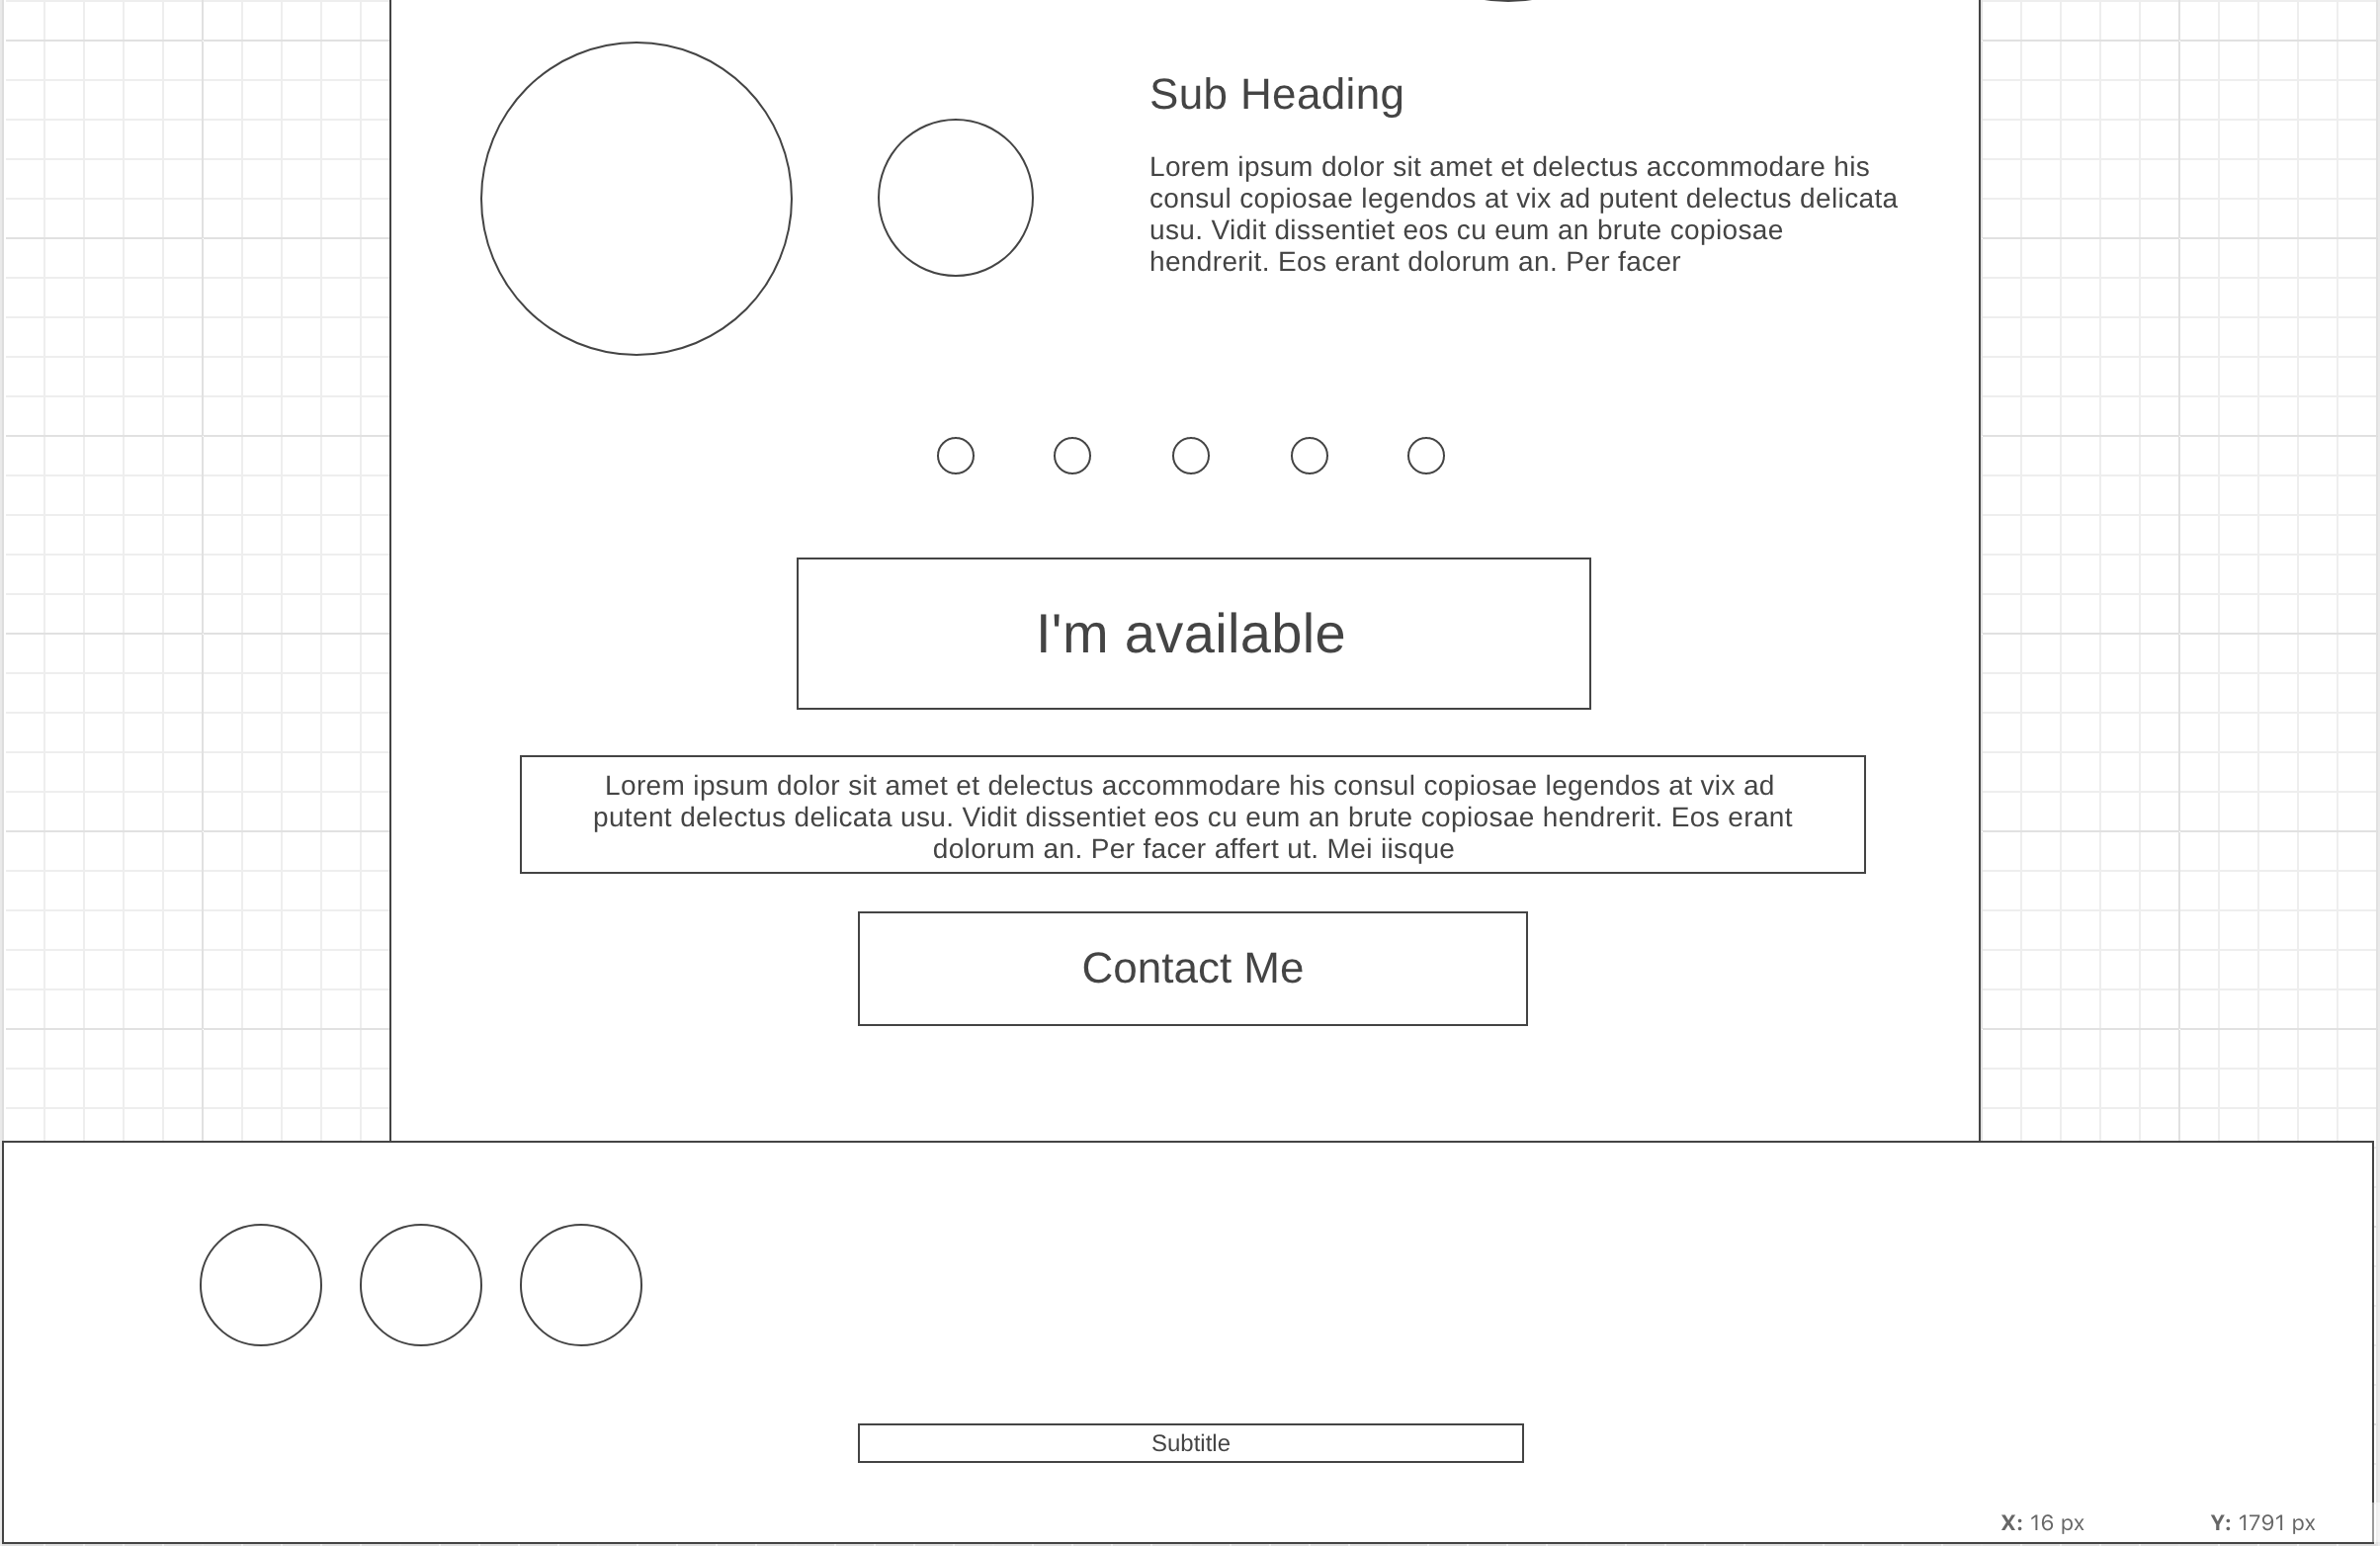 Sub Heading
Lorem ipsum dolor sit amet et delectus accommodare his
consul copiosae legendos at vix ad putent delectus delicata
usu. Vidit dissentiet eos cu eum an brute copiosae
hendrerit. Eos erant dolorum an. Per facer
I'm available
Lorem ipsum dolor sit amet et delectus accommodare his consul copiosae legendos at vix ad
putent delectus delicata usu. Vidit dissentiet eos cu eum an brute copiosae hendrerit. Eos erant
dolorum an. Per facer affert ut. Mei iisque
Contact Me
Subtitle
X: 16 px Y: 1791 px